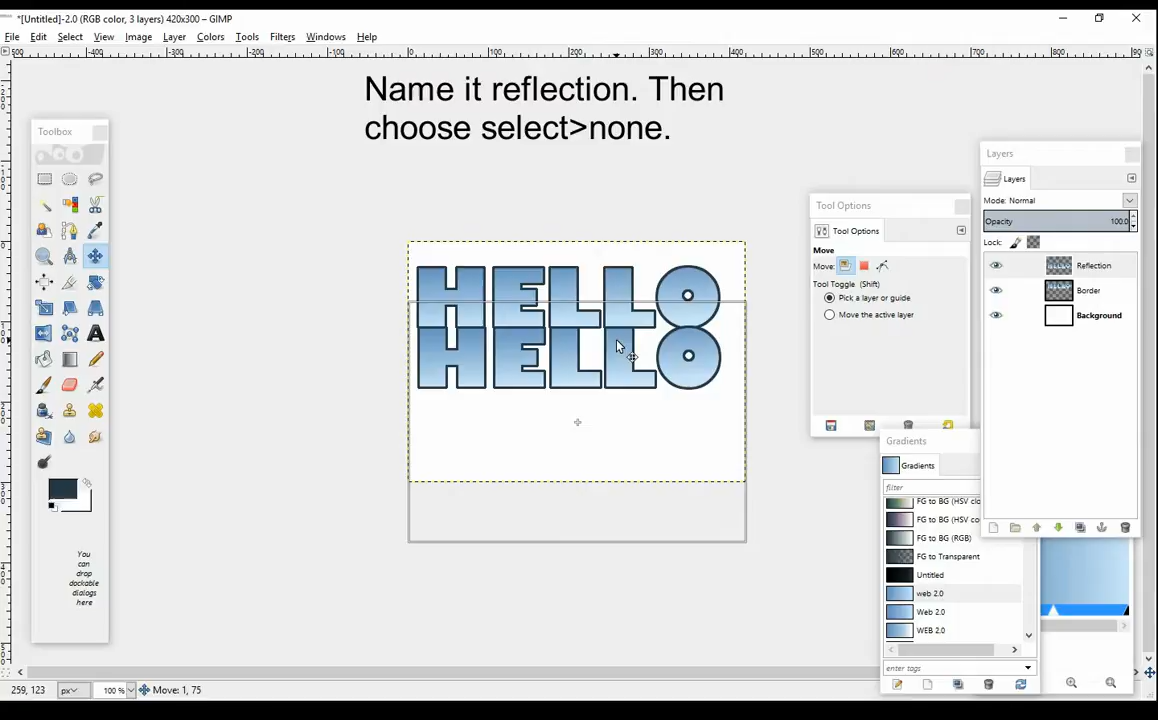 *[Untitled]-2.0 (RGB color, 3 layers) 420x300 – GIMP
File Edit Select View Image Layer Colors Tools Filters Windows Help
Name it reflection. Then
choose select>none.
Toolbox
You
can
drop
dockable
dialogs
here
HELLO
HELLO
Tool Options
Tool Options
Move
Move:
Tool Toggle (Shift)
Pick a layer or guide
Move the active layer
Layers
Layers
Mode: Normal
Opacity 100.0
Lock:
Reflection
Border
Background
Gradients
Gradients
filter
FG to BG (HSV clo
FG to BG (HSV co
FG to BG (RGB)
FG to Transparent
Untitled
web 2.0
Web 2.0
WEB 2.0
enter tags
259, 123 px 100 % Move: 1, 75